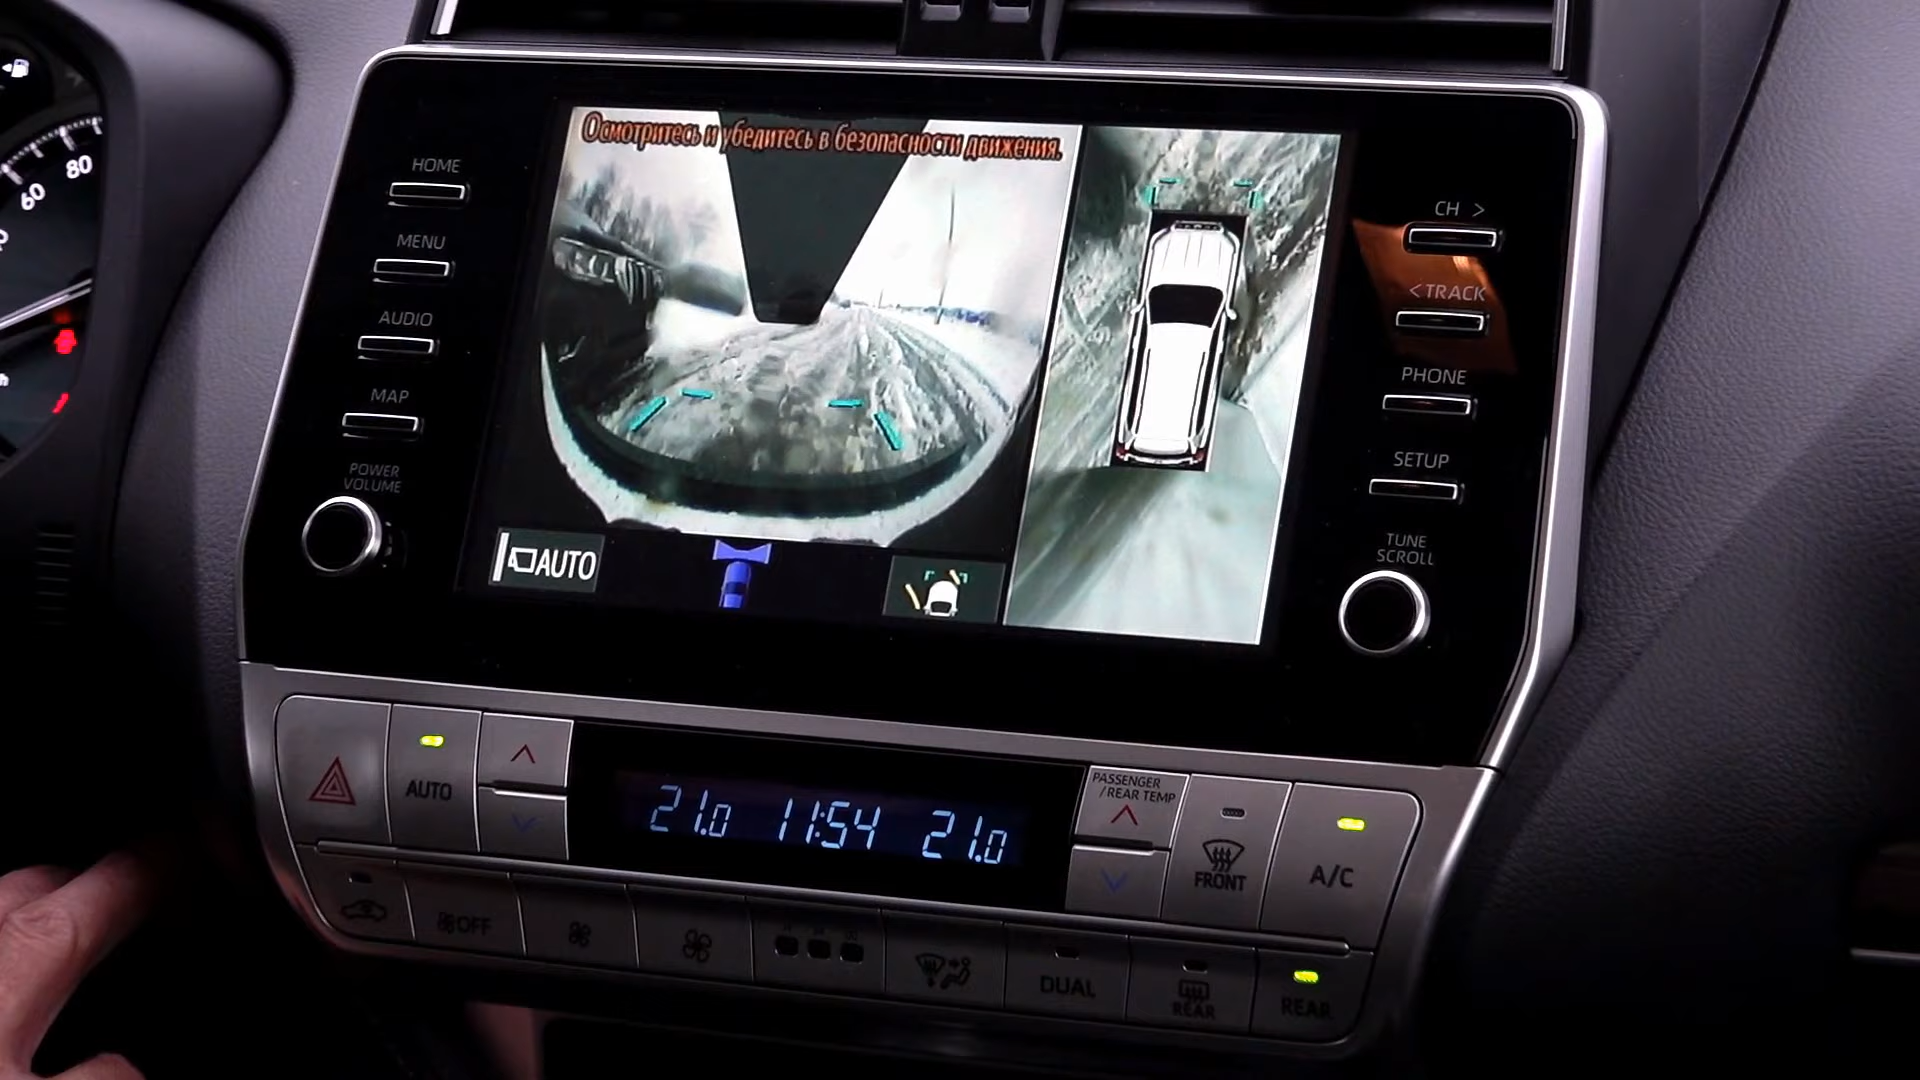 60
80
HOME
MENU
AUDIO
MAP
POWER
VOLUME
Осмотритесь и убедитесь в безопасности движения.
AUTO
CH >
< TRACK
PHONE
SETUP
TUNE
SCROLL
AUTO
21.0 11:54 21.0
PASSENGER
/REAR TEMP
FRONT
A/C
OFF
DUAL
REAR
REAR